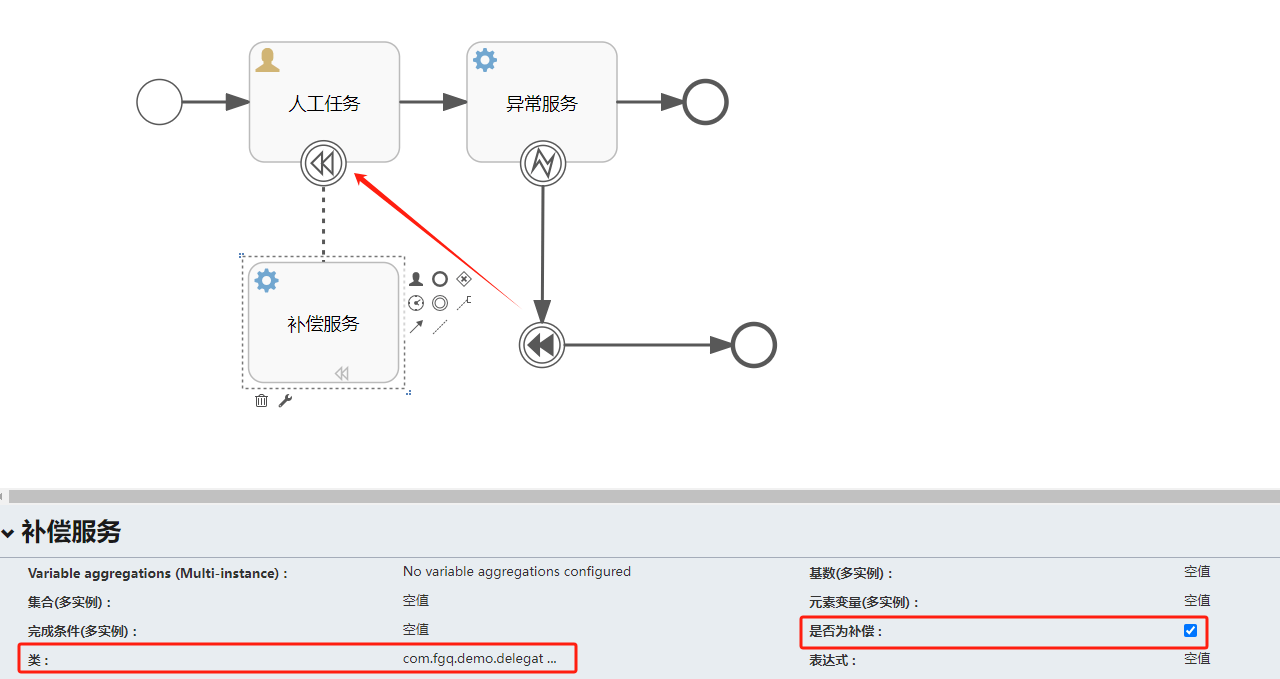 人工任务
异常服务
补偿服务
补偿服务
Variable aggregations (Multi-instance) :
No variable aggregations configured
基数(多实例) :
空值
集合(多实例) :
空值
元素变量(多实例) :
空值
完成条件(多实例) :
空值
是否为补偿 :
类 :
com.fgq.demo.delegat ...
表达式 :
空值